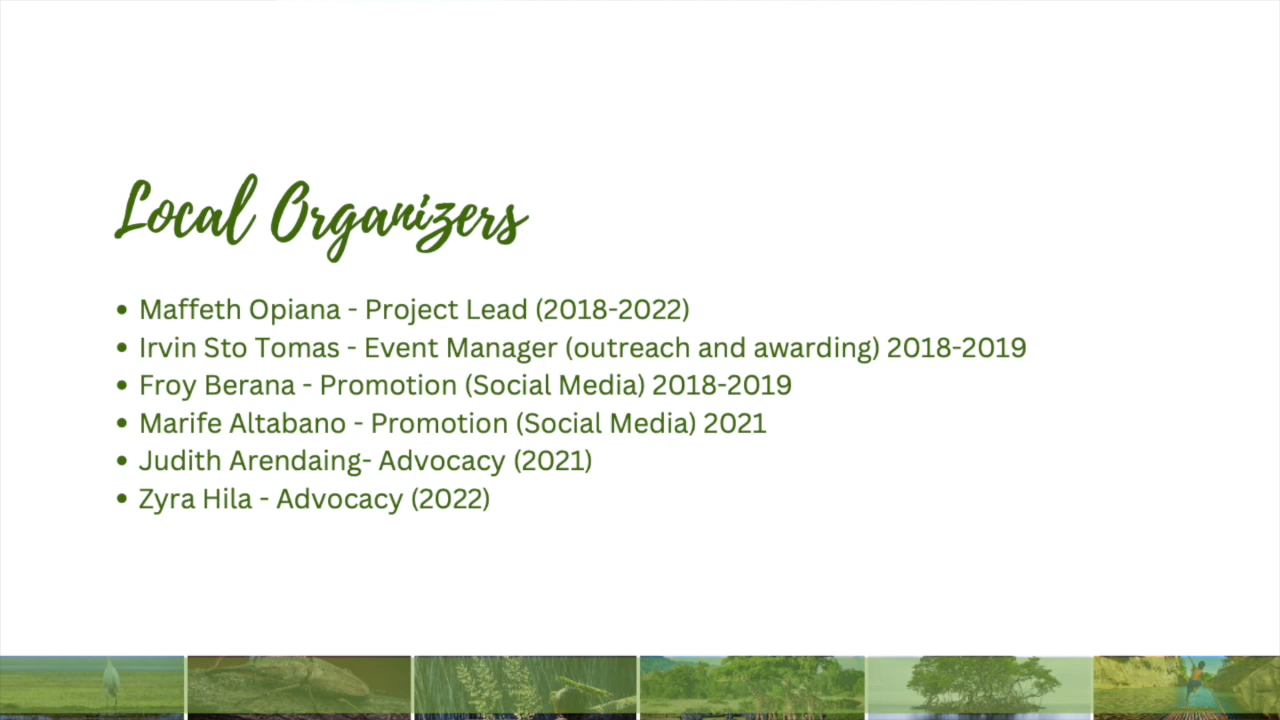 Local Organizers
• Maffeth Opiana - Project Lead (2018-2022)
• Irvin Sto Tomas - Event Manager (outreach and awarding) 2018-2019
• Froy Berana - Promotion (Social Media) 2018-2019
• Marife Altabano - Promotion (Social Media) 2021
• Judith Arendaing- Advocacy (2021)
• Zyra Hila - Advocacy (2022)